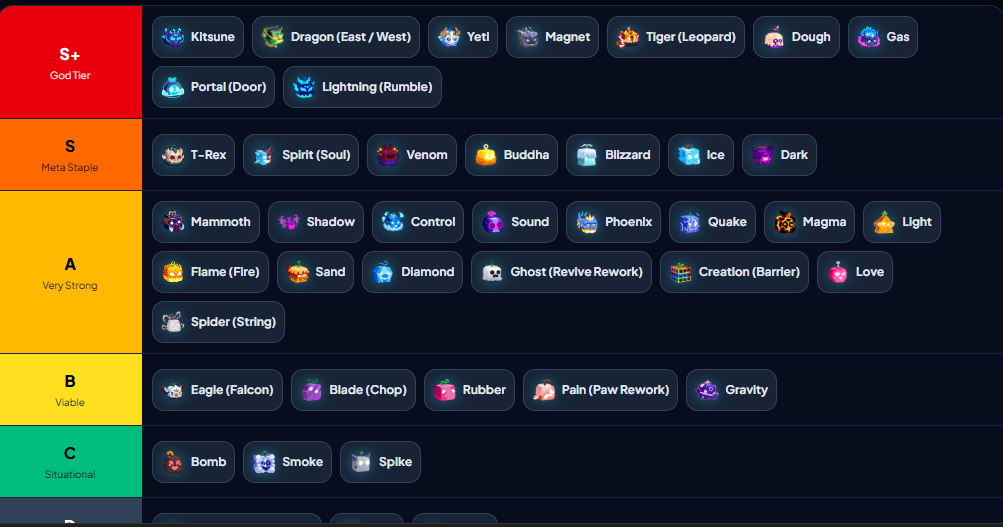 S+
God Tier
Kitsune
Dragon (East / West)
Yeti
Magnet
Tiger (Leopard)
Dough
Gas
Portal (Door)
Lightning (Rumble)
S
Meta Staple
T-Rex
Spirit (Soul)
Venom
Buddha
Blizzard
Ice
Dark
A
Very Strong
Mammoth
Shadow
Control
Sound
Phoenix
Quake
Magma
Light
Flame (Fire)
Sand
Diamond
Ghost (Revive Rework)
Creation (Barrier)
Love
Spider (String)
B
Viable
Eagle (Falcon)
Blade (Chop)
Rubber
Pain (Paw Rework)
Gravity
C
Situational
Bomb
Smoke
Spike